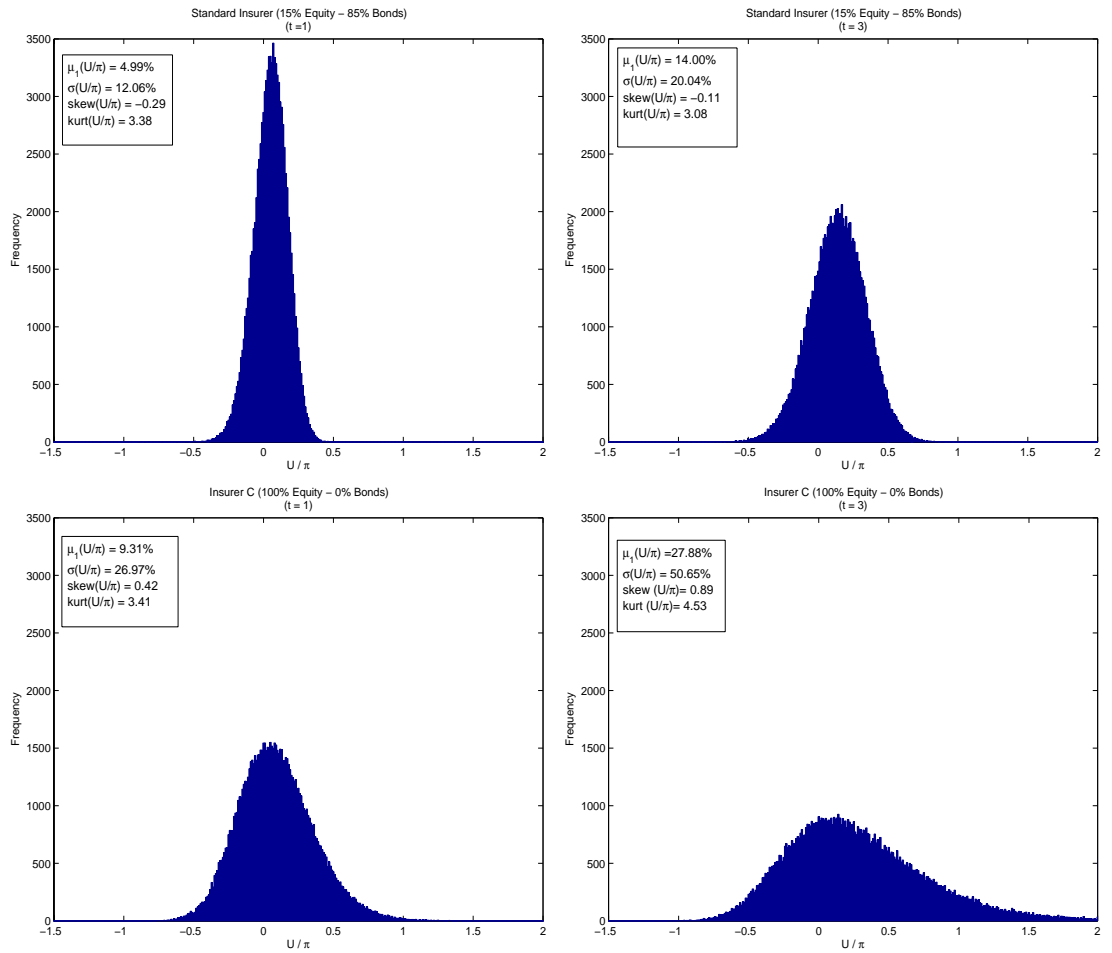 Standard Insurer (15% Equity − 85% Bonds)
(t =1)
3500
3000
2500
2000
1500
1000
500
0
Frequency
μ1(U/π) = 4.99%
σ(U/π) = 12.06%
skew(U/π) = −0.29
kurt(U/π) = 3.38
−1.5 −1 −0.5 0 0.5 1 1.5 2
U / π
Standard Insurer (15% Equity − 85% Bonds)
(t = 3)
3500
3000
2500
2000
1500
1000
500
0
Frequency
μ1(U/π) = 14.00%
σ(U/π) = 20.04%
skew(U/π) = −0.11
kurt(U/π) = 3.08
−1.5 −1 −0.5 0 0.5 1 1.5 2
U / π
Insurer C (100% Equity − 0% Bonds)
(t = 1)
3500
3000
2500
2000
1500
1000
500
0
Frequency
μ1(U/π) = 9.31%
σ(U/π) = 26.97%
skew(U/π) = 0.42
kurt(U/π) = 3.41
−1.5 −1 −0.5 0 0.5 1 1.5 2
U / π
Insurer C (100% Equity − 0% Bonds)
(t = 3)
3500
3000
2500
2000
1500
1000
500
0
Frequency
μ1(U/π) =27.88%
σ(U/π) = 50.65%
skew (U/π)= 0.89
kurt (U/π)= 4.53
−1.5 −1 −0.5 0 0.5 1 1.5 2
U / π